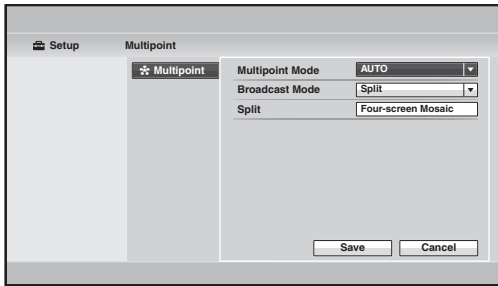 Setup Multipoint
Multipoint
Multipoint Mode AUTO
Broadcast Mode Split
Split Four-screen Mosaic
Save Cancel